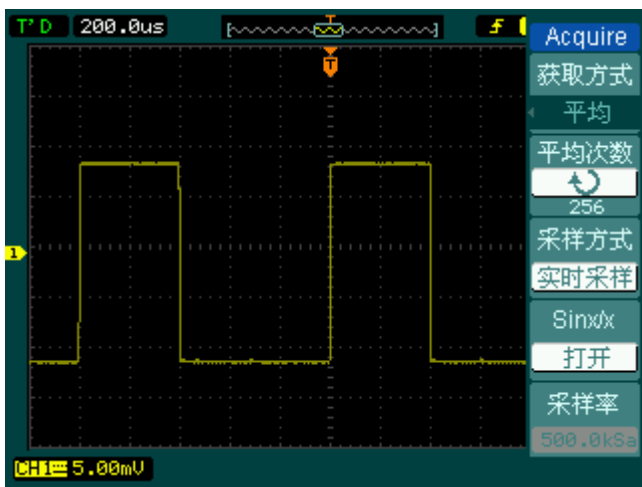 T'D 200.0us
T
T
1
CH1 5.00mV
Acquire
获取方式
平均
平均次数
256
采样方式
实时采样
Sinx/x
打开
采样率
500.0kSa